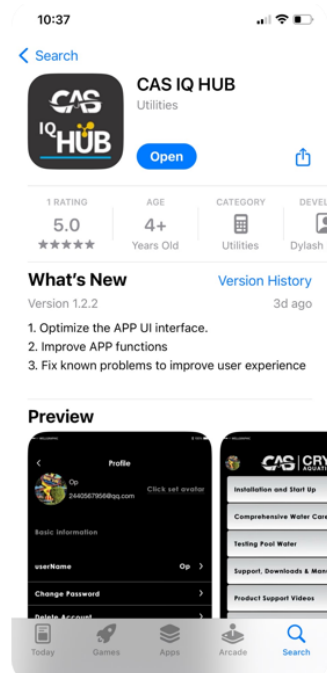 10:37
Search
CAS
IQ HUB
CAS IQ HUB
Utilities
Open
1 RATING
AGE
CATEGORY
DEVEL
5.0
4+
Years Old
Utilities
Dylash
What's New
Version History
Version 1.2.2
3d ago
1. Optimize the APP UI interface.
2. Improve APP functions
3. Fix known problems to improve user experience
Preview
Profile
Op
2440567956@qq.com
Click set avatar
Basic information
userName
Op
Change Password
Delete Account
CAS
CRY
AQUATI
Installation and Start Up
Comprehensive Water Care
Testing Pool Water
Support, Downloads & Man
Product Support Videos
Today
Games
Apps
Arcade
Search